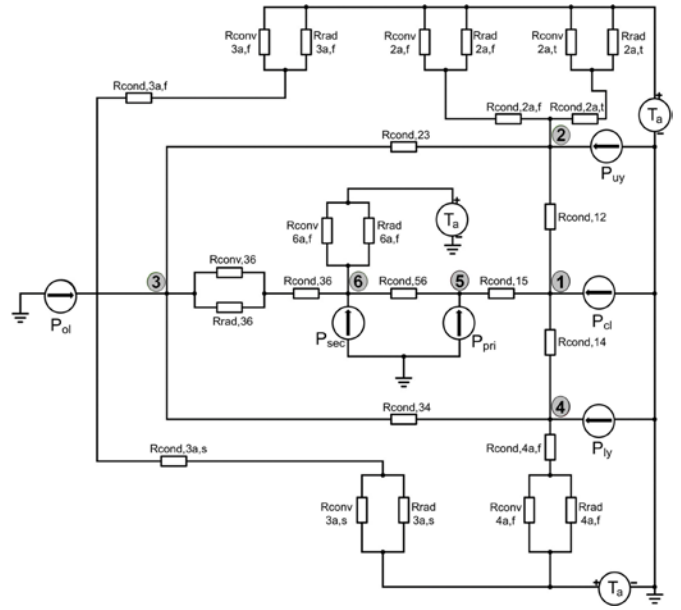 Rconv Rrad Rconv Rrad Rconv Rrad
3a,f 3a,f 2a,f 2a,f 2a,t 2a,t
Rcond,3a,f
Rcond,2a,f Rcond,2a,t
+
Ta
−
2
Rcond,23
Puy
+
Rconv Rrad Ta
6a,f 6a,f −
Rcond,12
Rconv,36
3 Rcond,36 6 Rcond,56 5 Rcond,15 1
Pol Rrad,36 Psec Ppri Pcl
Rcond,14
Rcond,34 4
Ply
Rcond,3a,s Rcond,4a,f
Rconv Rrad Rconv Rrad
3a,s 3a,s 4a,f 4a,f
+ Ta −